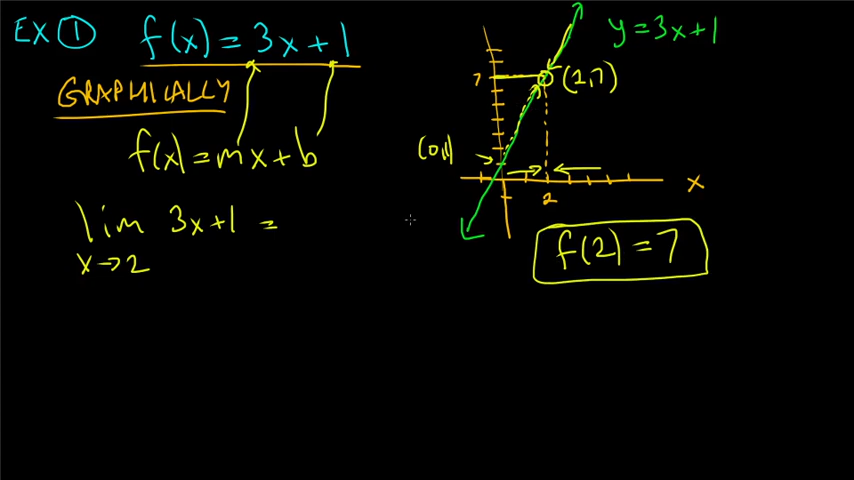 EX ① f(x) = 3x+1
GRAPHICALLY
f(x) = mx+b
lim 3x+1 =
x→2
y = 3x+1
7
(2,7)
(0,1)
x
2
f(2) = 7